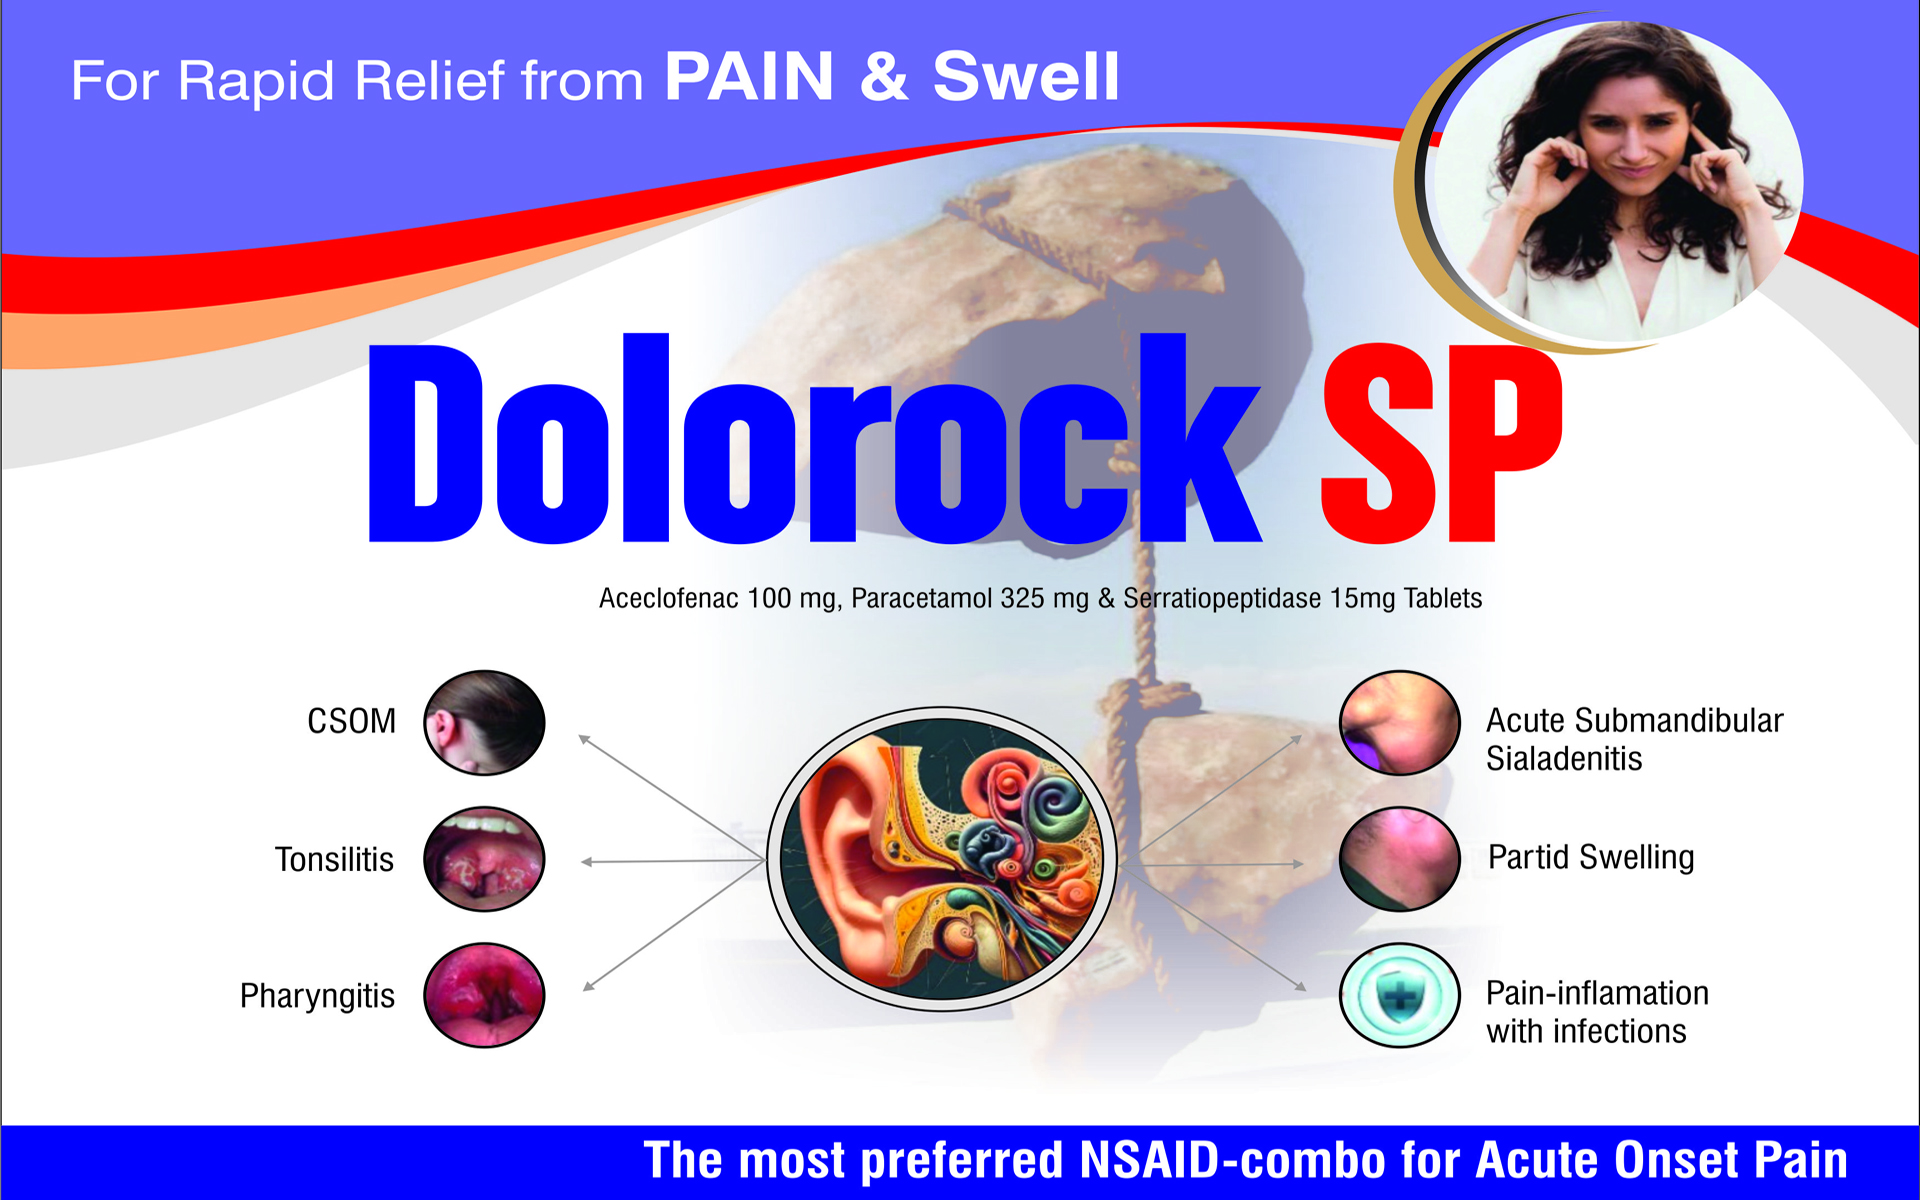 For Rapid Relief from PAIN & Swell
Dolorock SP
Aceclofenac 100 mg, Paracetamol 325 mg & Serratiopeptidase 15mg Tablets
CSOM
Tonsilitis
Pharyngitis
Acute Submandibular
Sialadenitis
Partid Swelling
Pain-inflamation
with infections
The most preferred NSAID-combo for Acute Onset Pain